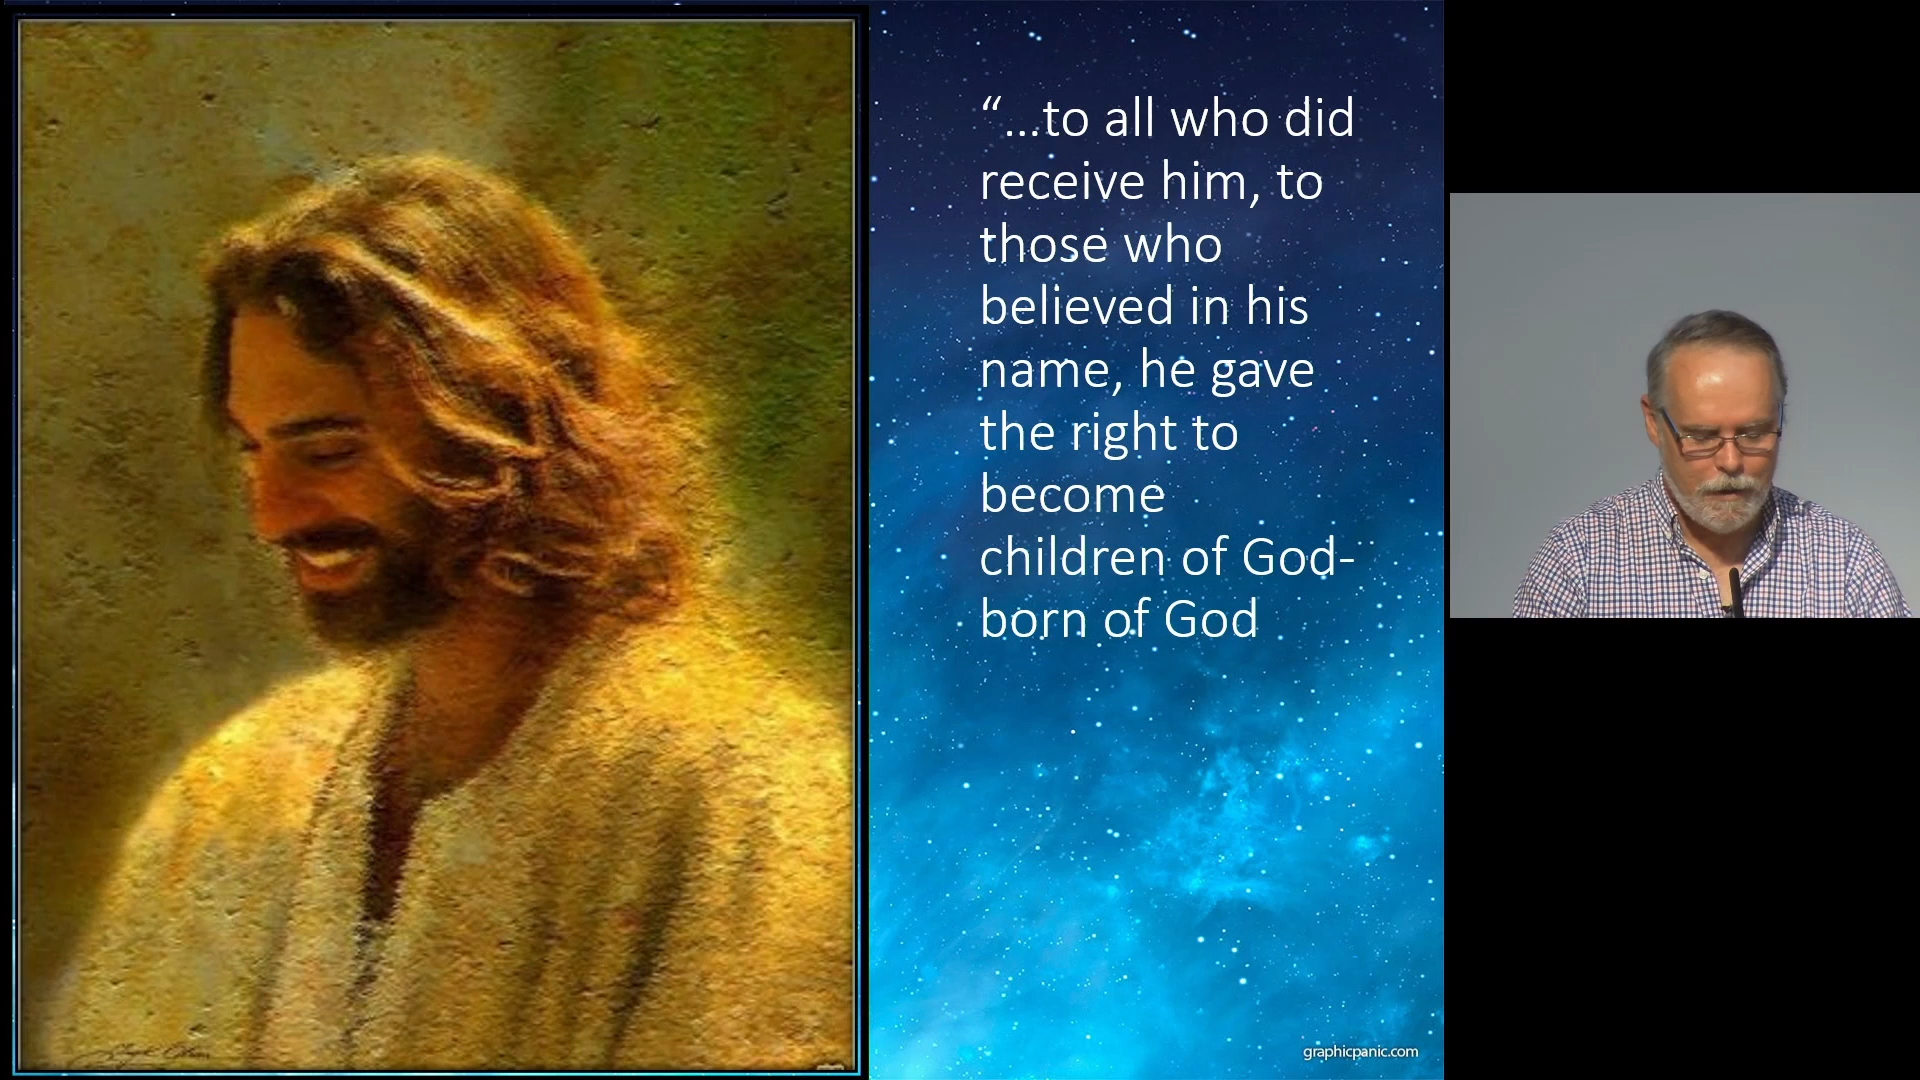 “...to all who did
receive him, to
those who
believed in his
name, he gave
the right to
become
children of God-
born of God
graphicpanic.com